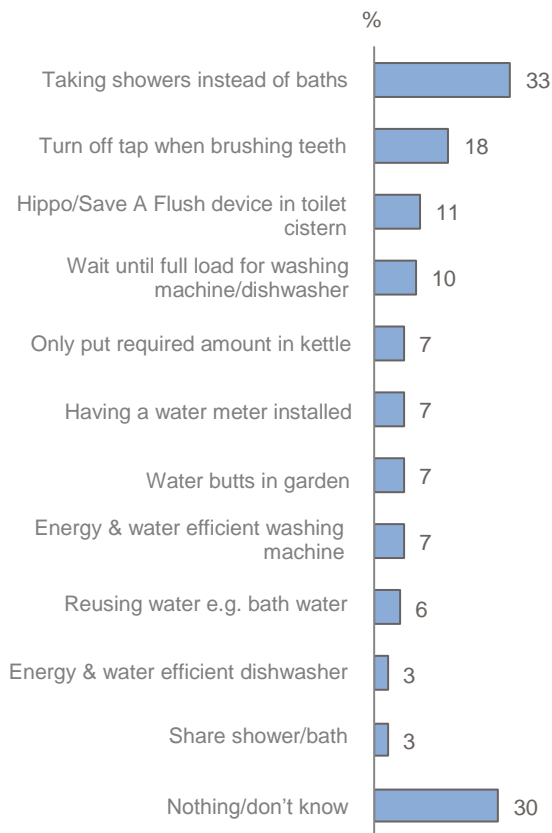 %
Taking showers instead of baths 33
Turn off tap when brushing teeth 18
Hippo/Save A Flush device in toilet
cistern 11
Wait until full load for washing
machine/dishwasher 10
Only put required amount in kettle 7
Having a water meter installed 7
Water butts in garden 7
Energy & water efficient washing
machine 7
Reusing water e.g. bath water 6
Energy & water efficient dishwasher 3
Share shower/bath 3
Nothing/don’t know 30